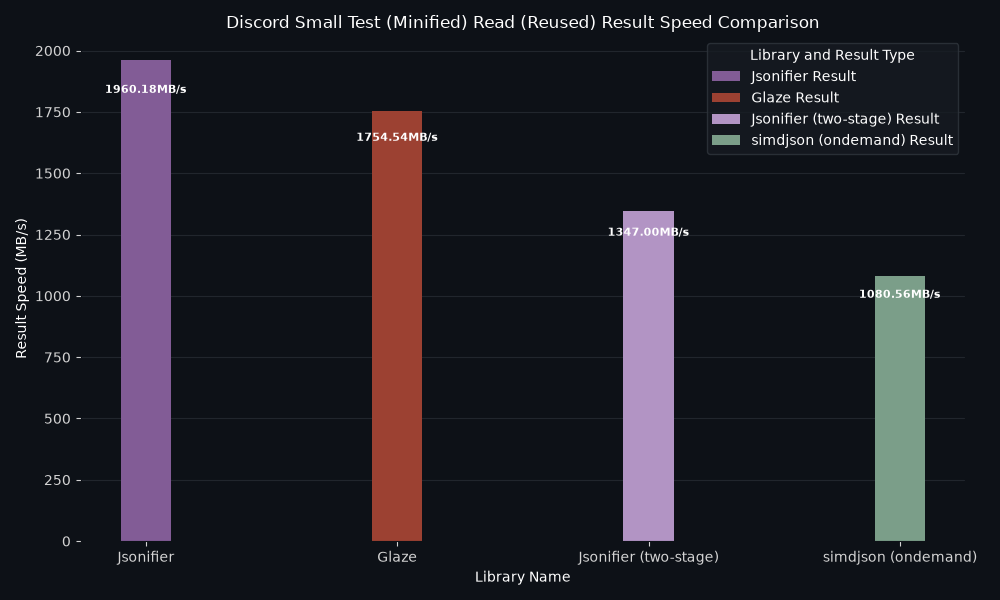 Discord Small Test (Minified) Read (Reused) Result Speed Comparison
Library and Result Type
Jsonifier Result
Glaze Result
Jsonifier (two-stage) Result
simdjson (ondemand) Result
Result Speed (MB/s)
2000
1750
1500
1250
1000
750
500
250
0
1960.18MB/s
1754.54MB/s
1347.00MB/s
1080.56MB/s
Jsonifier
Glaze
Jsonifier (two-stage)
simdjson (ondemand)
Library Name